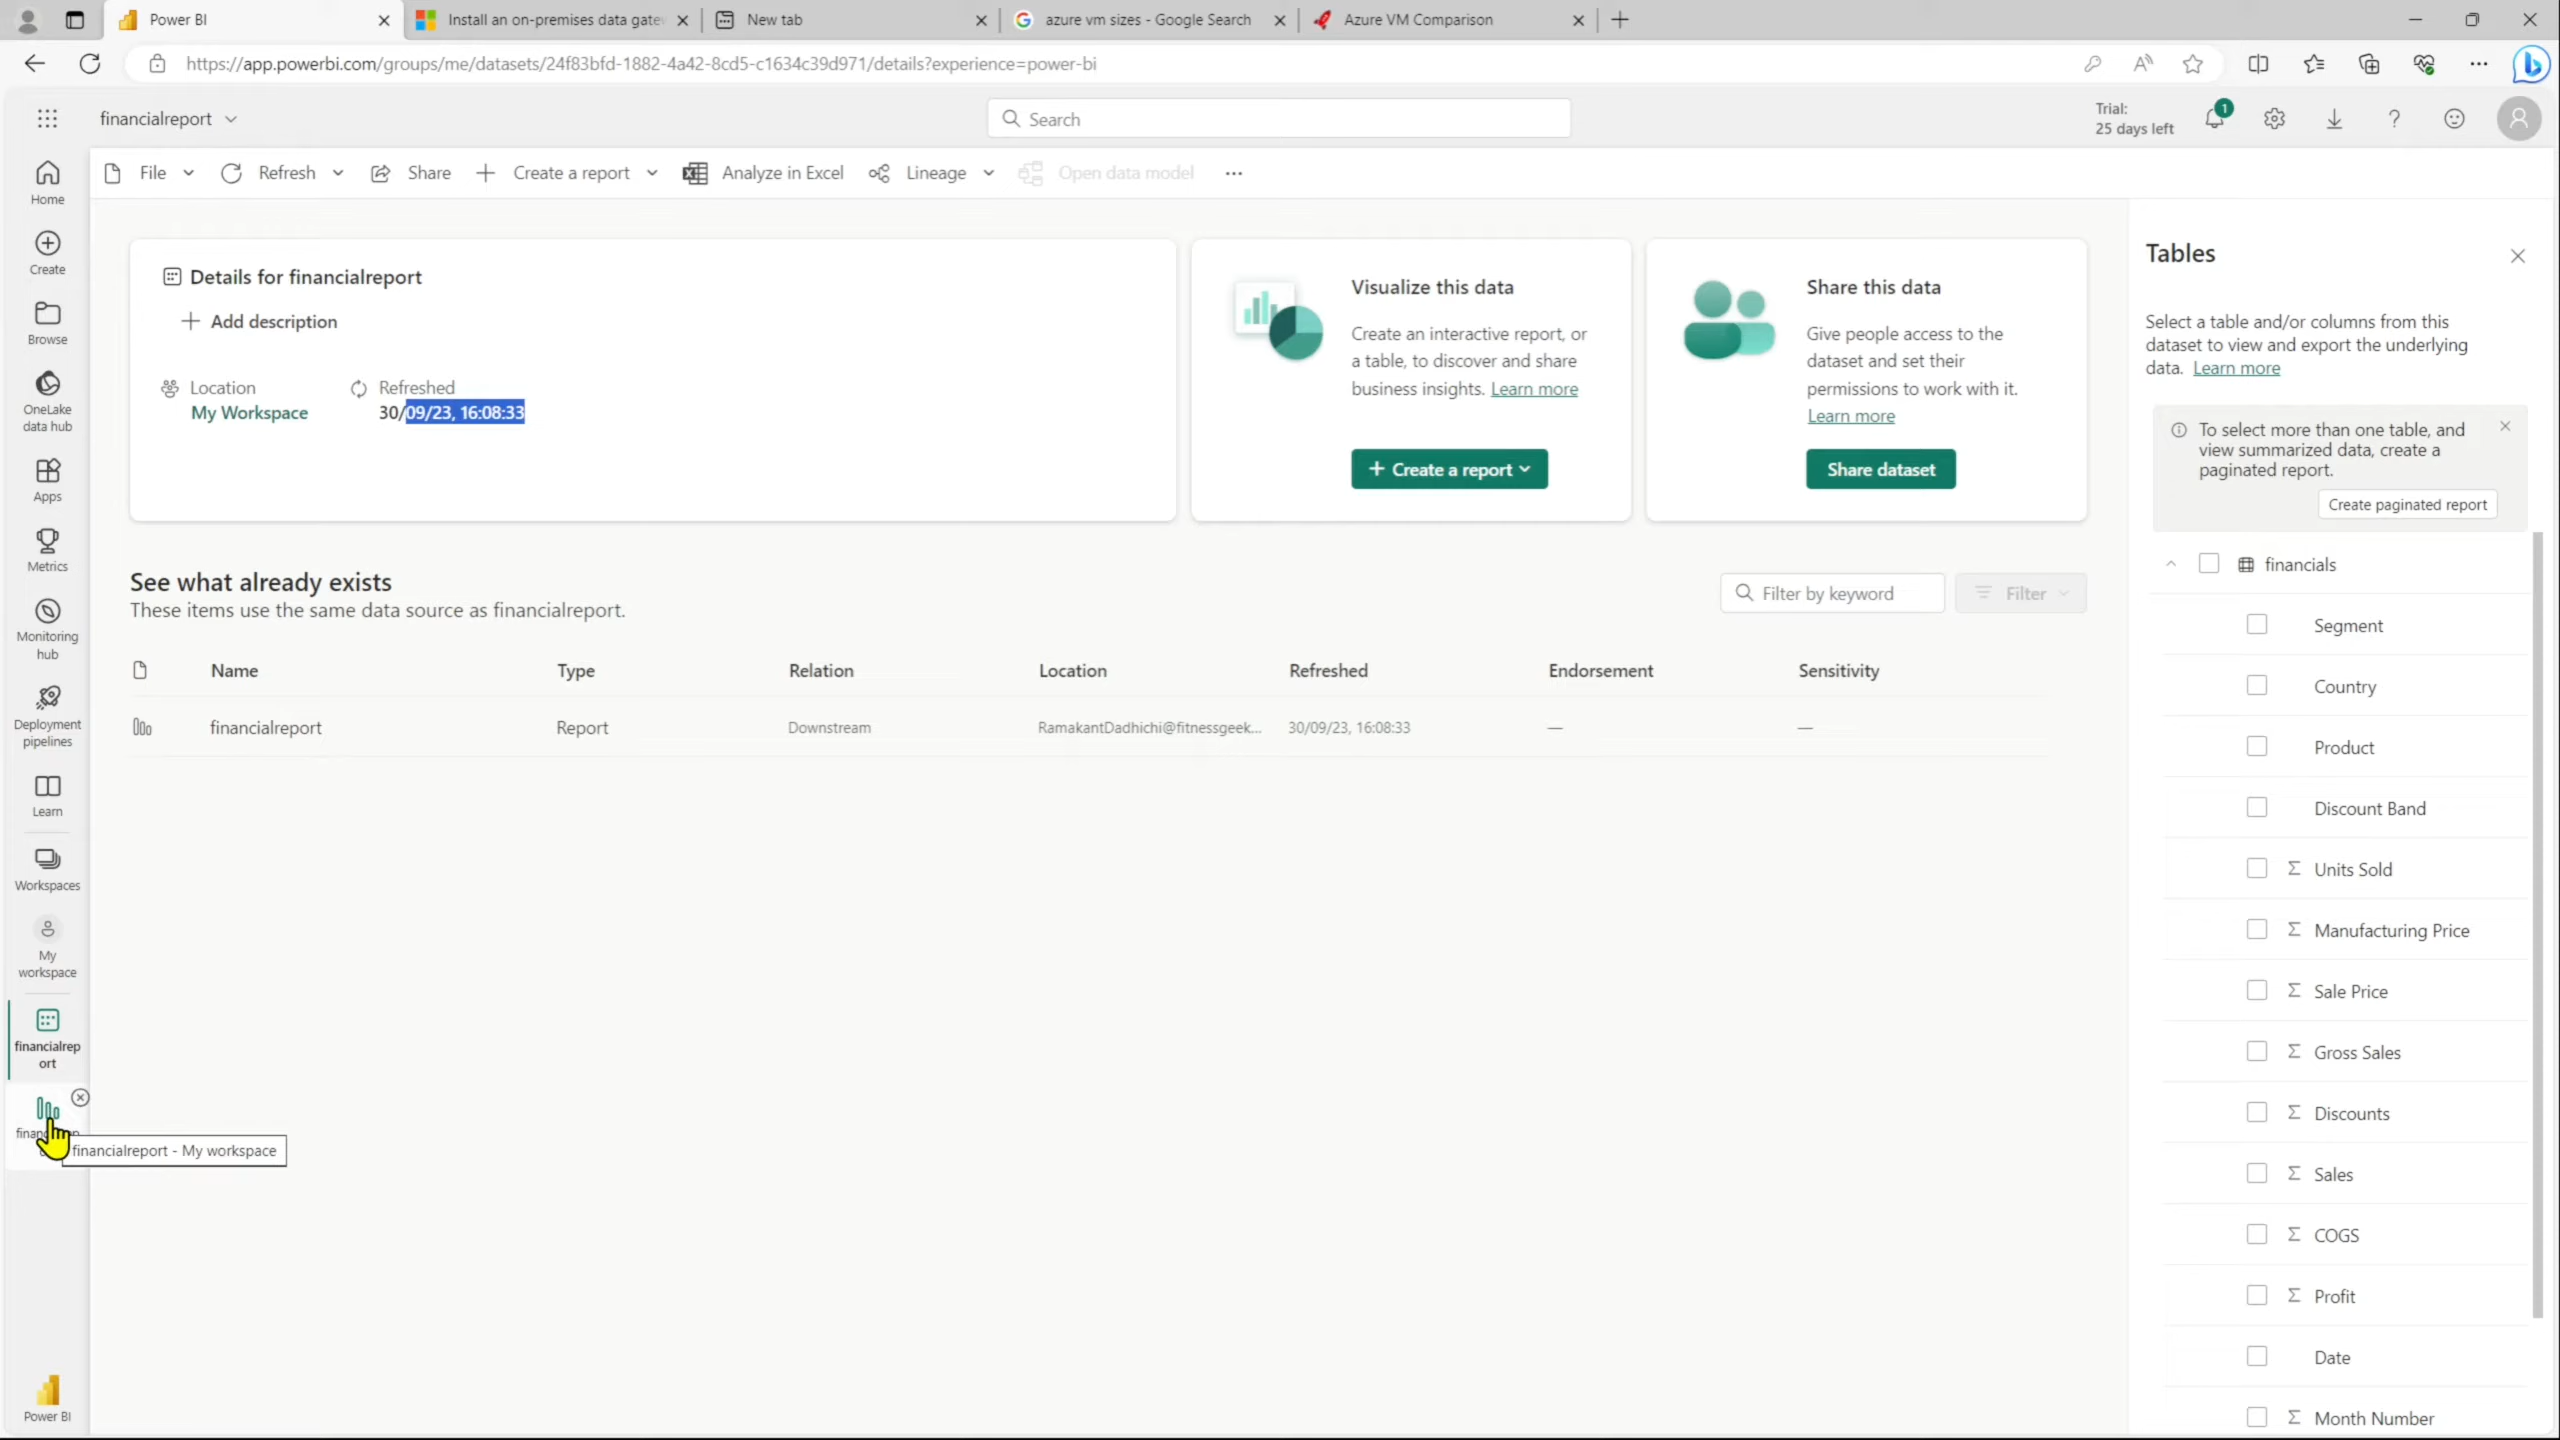 Power BI
Install an on-premises data gatew
New tab
azure vm sizes - Google Search
Azure VM Comparison
https://app.powerbi.com/groups/me/datasets/24f83bfd-1882-4a42-8cd5-c1634c39d971/details?experience=power-bi
financialreport
Search
Trial:
25 days left
1
File
Refresh
Share
Create a report
Analyze in Excel
Lineage
Open data model
Home
Create
Browse
OneLake
data hub
Apps
Metrics
Monitoring
hub
Deployment
pipelines
Learn
Workspaces
My
workspace
financialrep
ort
financialreport - My workspace
Power BI
Details for financialreport
Add description
Location
My Workspace
Refreshed
30/09/23, 16:08:33
Visualize this data
Create an interactive report, or
a table, to discover and share
business insights. Learn more
+ Create a report
Share this data
Give people access to the
dataset and set their
permissions to work with it.
Learn more
Share dataset
See what already exists
These items use the same data source as financialreport.
Filter by keyword
Filter
Name Type Relation Location Refreshed Endorsement Sensitivity
financialreport Report Downstream RamakantDadhichi@fitnessgeek... 30/09/23, 16:08:33 — —
Tables
Select a table and/or columns from this
dataset to view and export the underlying
data. Learn more
To select more than one table, and
view summarized data, create a
paginated report.
Create paginated report
financials
Segment
Country
Product
Discount Band
Σ Units Sold
Σ Manufacturing Price
Σ Sale Price
Σ Gross Sales
Σ Discounts
Σ Sales
Σ COGS
Σ Profit
Date
Σ Month Number